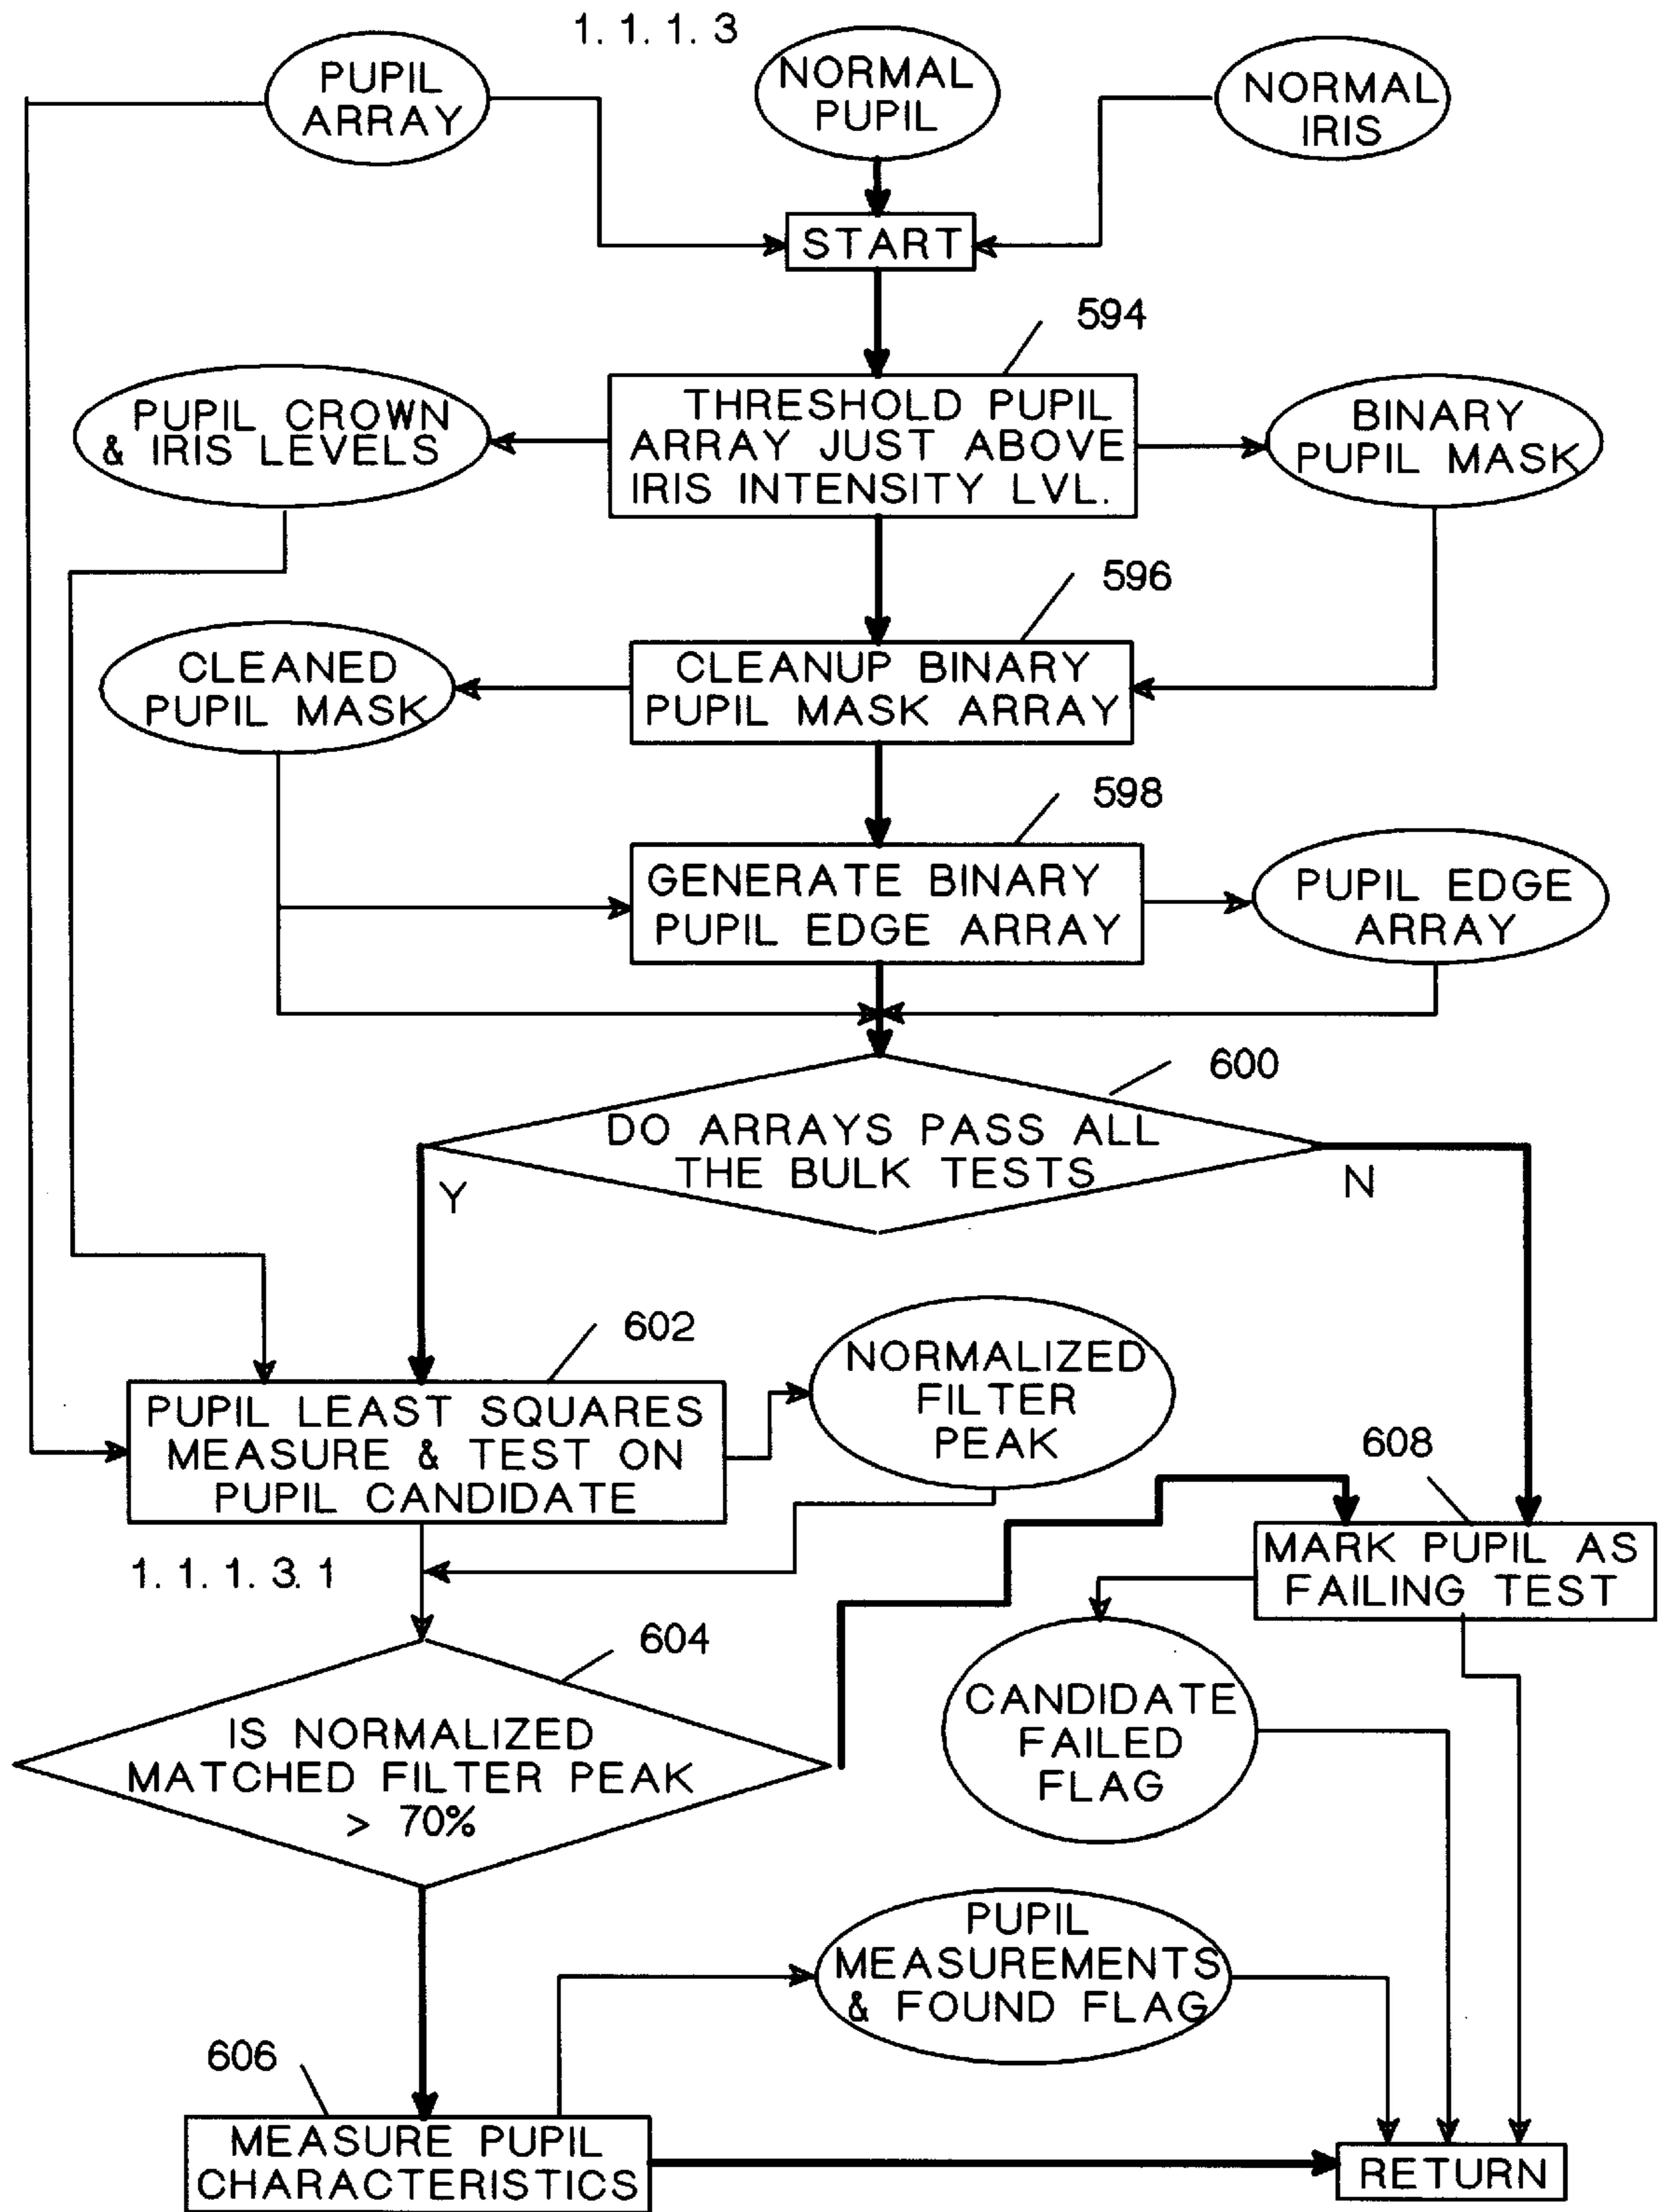 1. 1. 1. 3
PUPIL
ARRAY
NORMAL
PUPIL
NORMAL
IRIS
START
594
PUPIL CROWN
& IRIS LEVELS
THRESHOLD PUPIL
ARRAY JUST ABOVE
IRIS INTENSITY LVL.
BINARY
PUPIL MASK
596
CLEANED
PUPIL MASK
CLEANUP BINARY
PUPIL MASK ARRAY
598
GENERATE BINARY
PUPIL EDGE ARRAY
PUPIL EDGE
ARRAY
600
DO ARRAYS PASS ALL
THE BULK TESTS
Y
N
602
PUPIL LEAST SQUARES
MEASURE & TEST ON
PUPIL CANDIDATE
NORMALIZED
FILTER
PEAK
608
MARK PUPIL AS
FAILING TEST
1. 1. 1. 3. 1
604
IS NORMALIZED
MATCHED FILTER PEAK
> 70%
CANDIDATE
FAILED
FLAG
PUPIL
MEASUREMENTS
& FOUND FLAG
606
MEASURE PUPIL
CHARACTERISTICS
RETURN